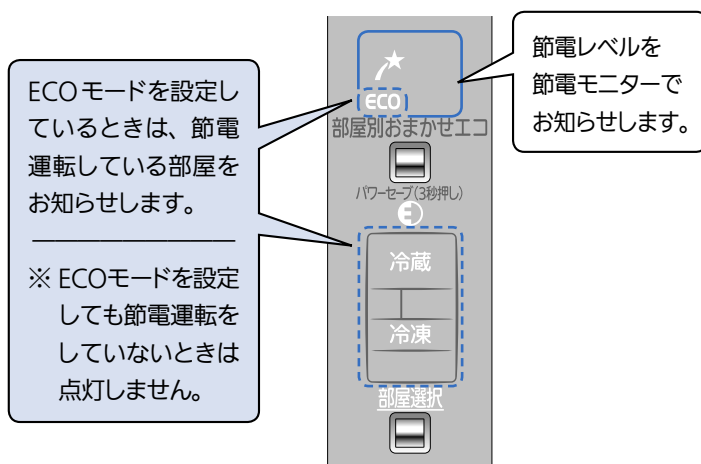 ECOモードを設定し
ているときは、節電
運転している部屋を
お知らせします。
※ ECOモードを設定
しても節電運転を
していないときは
点灯しません。
ECO
部屋別おまかせエコ
パワーセーブ(3秒押し)
冷蔵
冷凍
部屋選択
節電レベルを
節電モニターで
お知らせします。